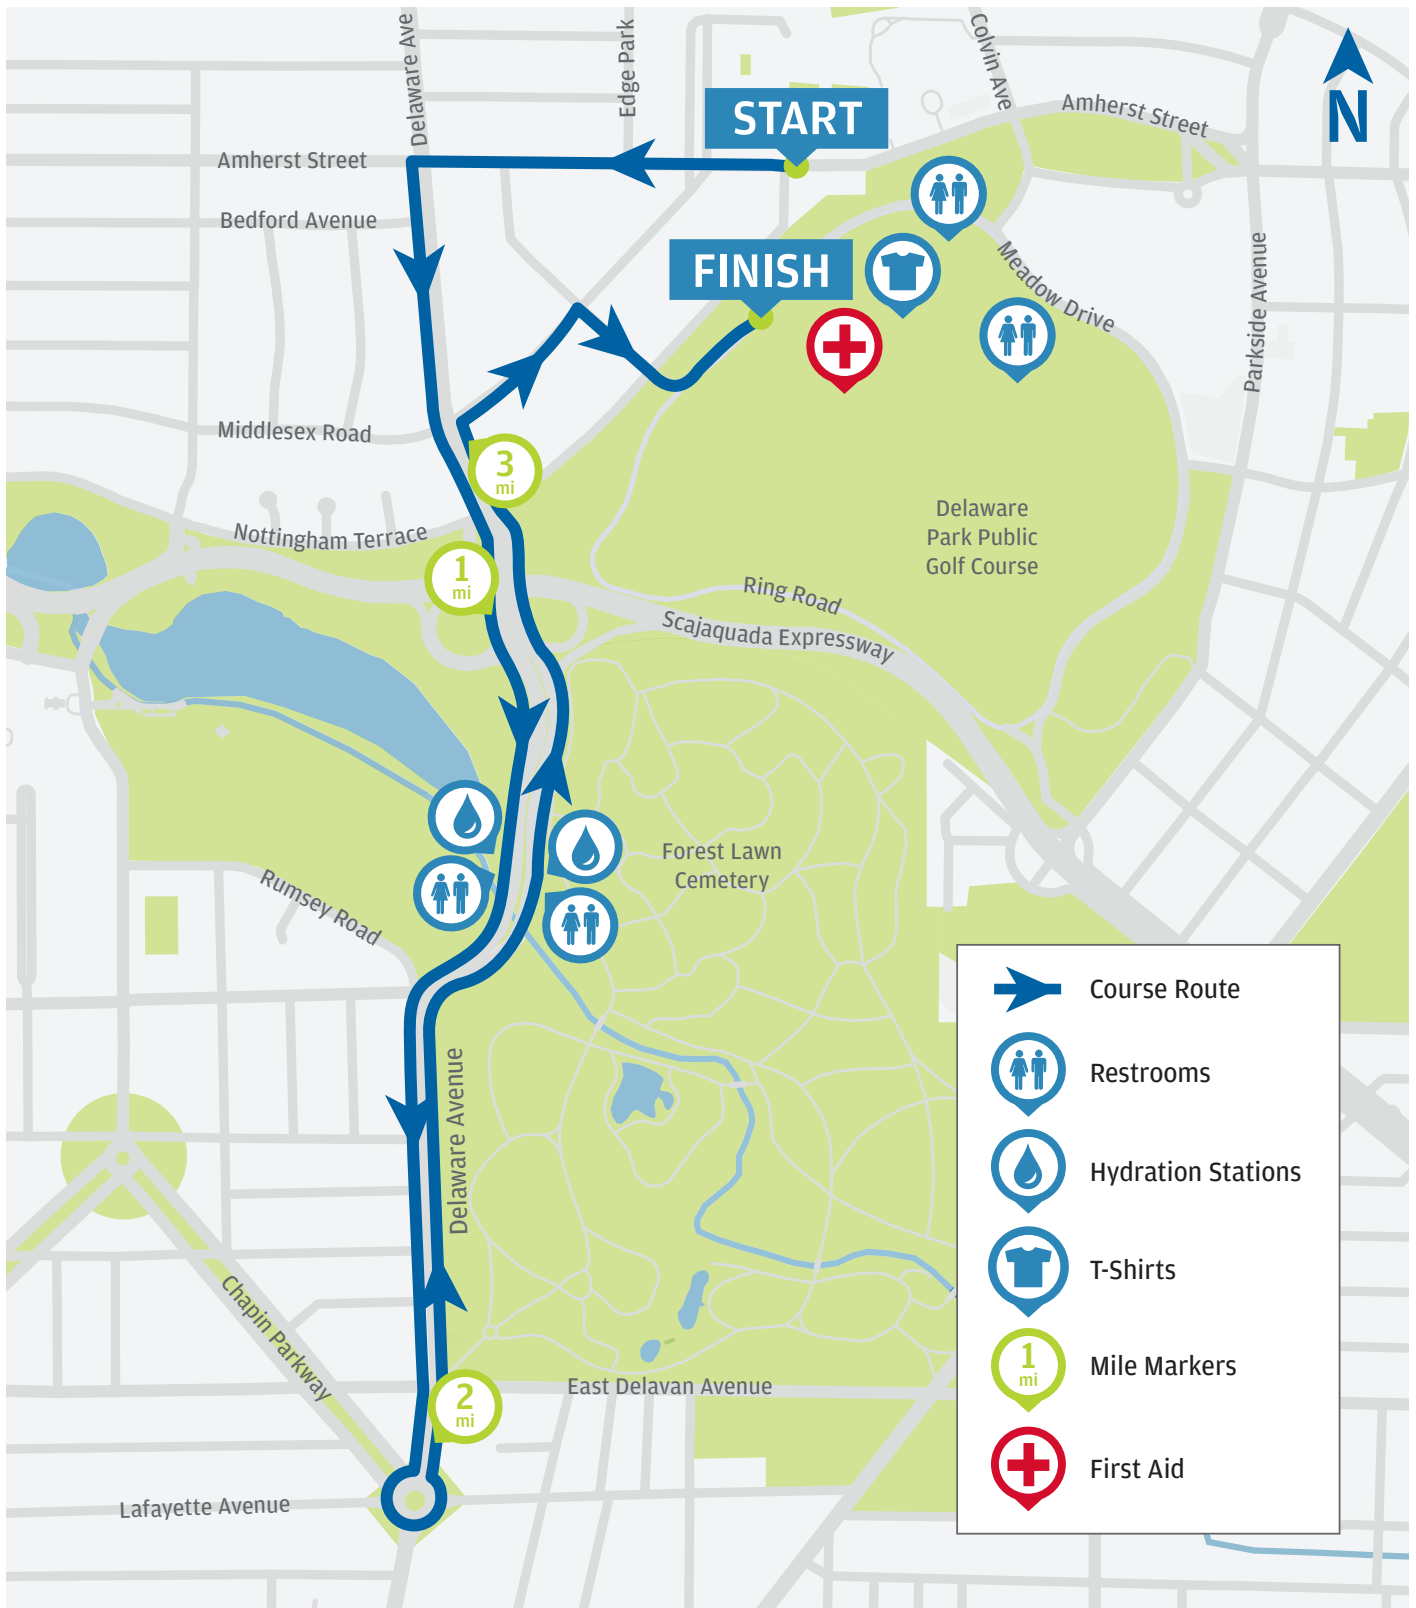 Delaware Ave
Edge Park
Colvin Ave
Amherst Street
N
START
Amherst Street
Bedford Avenue
FINISH
Meadow Drive
Parkside Avenue
Middlesex Road
3
mi
Nottingham Terrace
Delaware
Park Public
Golf Course
1
mi
Ring Road
Scajaquada Expressway
Forest Lawn
Cemetery
Rumsey Road
Delaware Avenue
Chapin Parkway
2
mi
East Delavan Avenue
Lafayette Avenue
Course Route
Restrooms
Hydration Stations
T-Shirts
1
mi
Mile Markers
First Aid